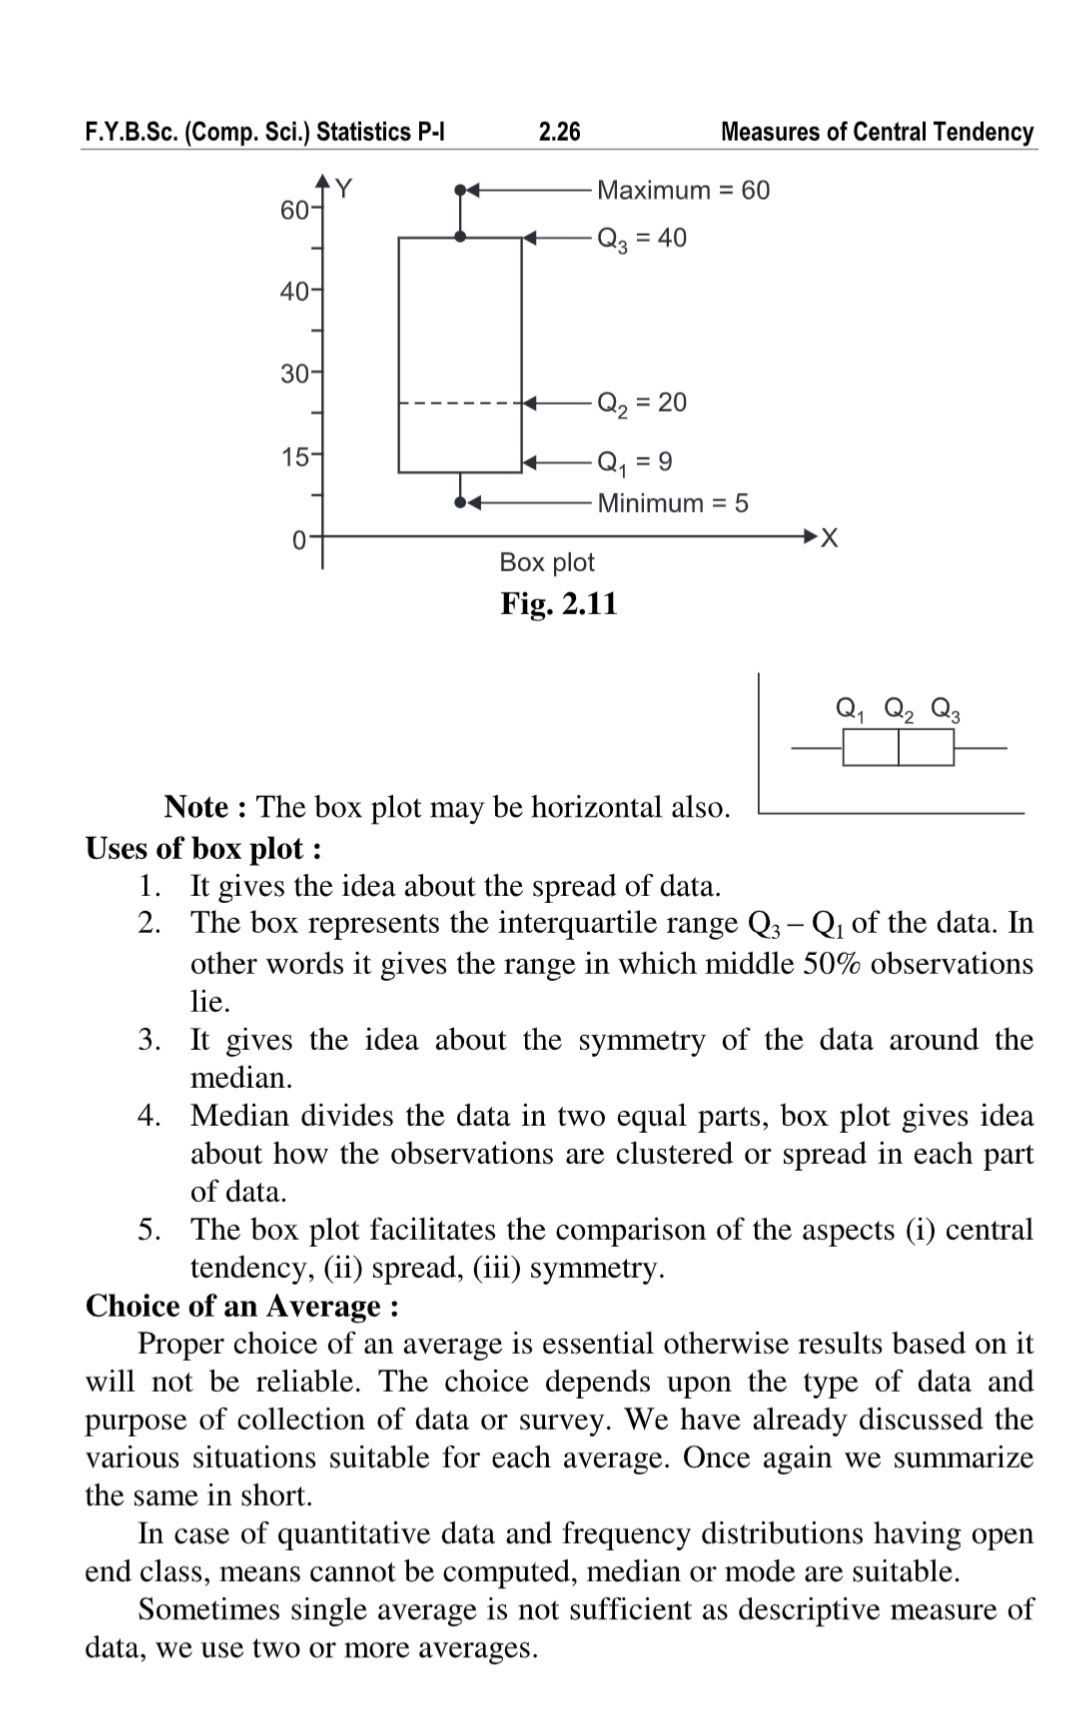 F.Y.B.Sc. (Comp. Sci.) Statistics P-I 2.26 Measures of Central Tendency
Y
60
Maximum = 60
Q₃ = 40
40
30
Q₂ = 20
15
Q₁ = 9
Minimum = 5
0
X
Box plot
Fig. 2.11
Q₁ Q₂ Q₃
Note : The box plot may be horizontal also.
Uses of box plot :
1. It gives the idea about the spread of data.
2. The box represents the interquartile range Q₃ – Q₁ of the data. In
other words it gives the range in which middle 50% observations
lie.
3. It gives the idea about the symmetry of the data around the
median.
4. Median divides the data in two equal parts, box plot gives idea
about how the observations are clustered or spread in each part
of data.
5. The box plot facilitates the comparison of the aspects (i) central
tendency, (ii) spread, (iii) symmetry.
Choice of an Average :
Proper choice of an average is essential otherwise results based on it
will not be reliable. The choice depends upon the type of data and
purpose of collection of data or survey. We have already discussed the
various situations suitable for each average. Once again we summarize
the same in short.
In case of quantitative data and frequency distributions having open
end class, means cannot be computed, median or mode are suitable.
Sometimes single average is not sufficient as descriptive measure of
data, we use two or more averages.